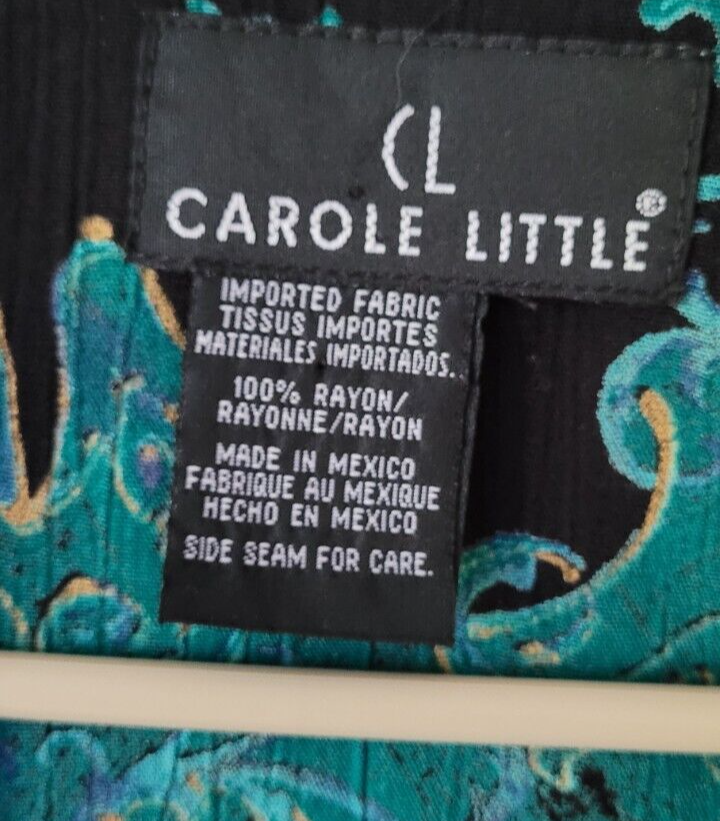 CL
CAROLE LITTLE®
IMPORTED FABRIC
TISSUS IMPORTES
MATERIALES IMPORTADOS..
100% RAYON/
RAYONNE/RAYON
MADE IN MEXICO
FABRIQUE AU MEXIQUE
HECHO EN MEXICO
SIDE SEAM FOR CARE.